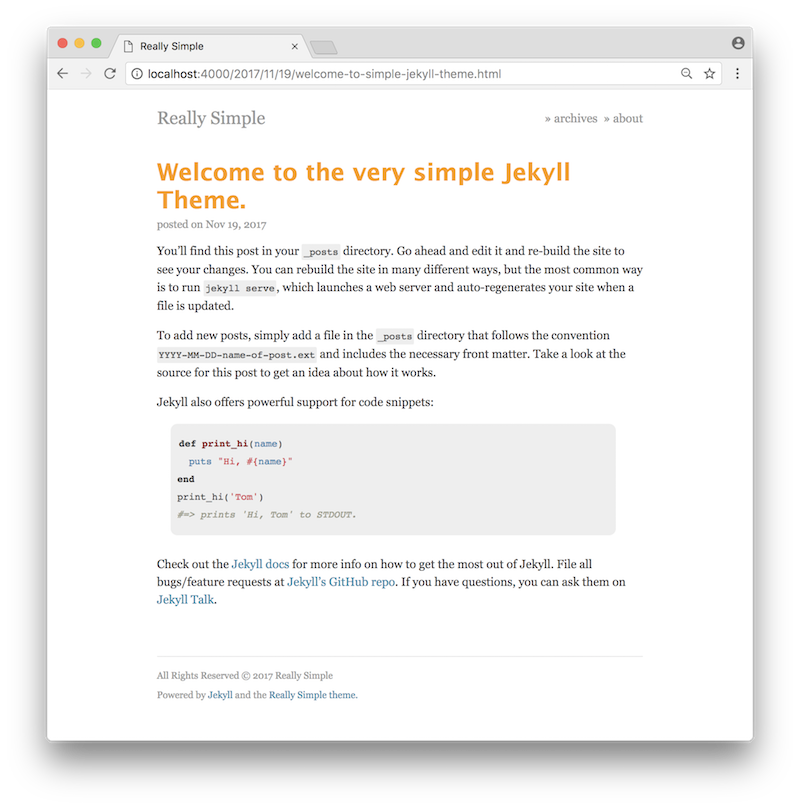 Really Simple
localhost:4000/2017/11/19/welcome-to-simple-jekyll-theme.html
Really Simple
» archives » about
Welcome to the very simple Jekyll
Theme.
posted on Nov 19, 2017
You’ll find this post in your _posts directory. Go ahead and edit it and re-build the site to
see your changes. You can rebuild the site in many different ways, but the most common way
is to run jekyll serve, which launches a web server and auto-regenerates your site when a
file is updated.
To add new posts, simply add a file in the _posts directory that follows the convention
YYYY-MM-DD-name-of-post.ext and includes the necessary front matter. Take a look at the
source for this post to get an idea about how it works.
Jekyll also offers powerful support for code snippets:
def print_hi(name)
  puts "Hi, #{name}"
end
print_hi('Tom')
#=> prints 'Hi, Tom' to STDOUT.
Check out the Jekyll docs for more info on how to get the most out of Jekyll. File all
bugs/feature requests at Jekyll’s GitHub repo. If you have questions, you can ask them on
Jekyll Talk.
All Rights Reserved © 2017 Really Simple
Powered by Jekyll and the Really Simple theme.